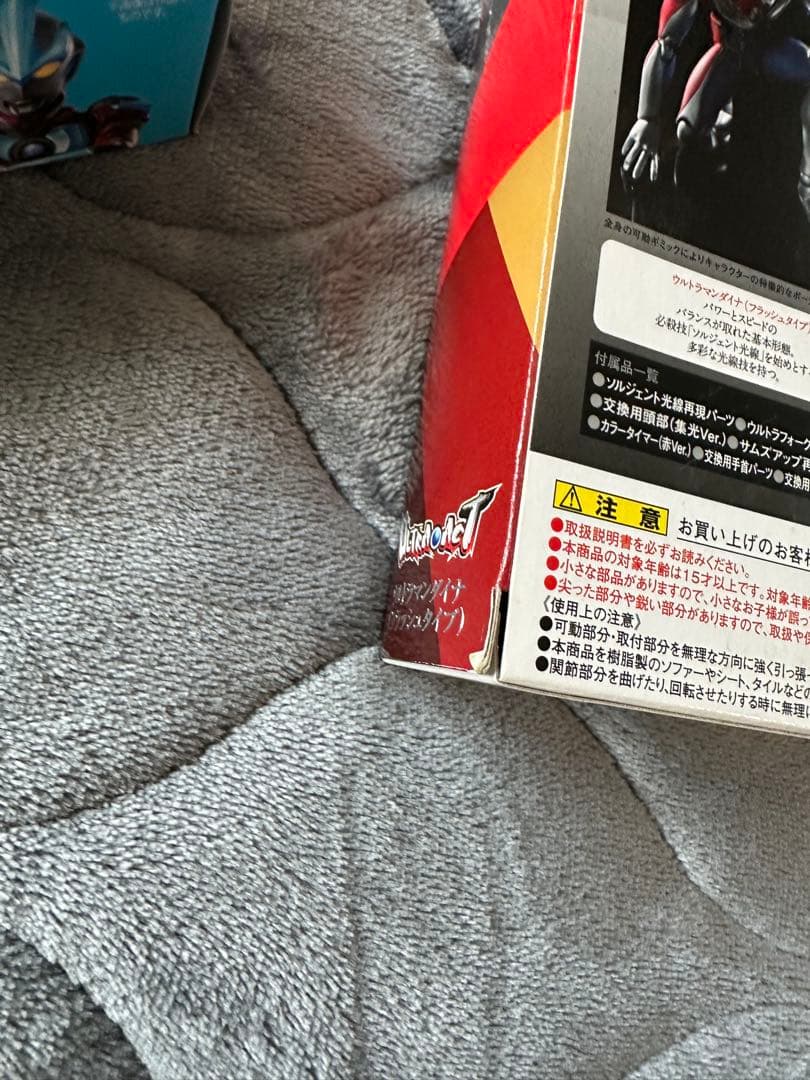 です。
全身の可動ギミックによりキャラクターの特徴的なポー
ウルトラマンダイナ(フラッシュタイプ)
パワーとスピードの
バランスが取れた基本形態。
必殺技「ソルジェント光線」を始めとす
多彩な光線技を持つ。
付属品一覧
●ソルジェント光線再現パーツ●ウルトラフォー
●交換用頭部(集光Ver.)●サムズアップ再
●カラータイマー(赤Ver.)●交換用手首パーツ●交換用
注意 お買い上げのお客様
●取扱説明書を必ずお読みください。
●本商品の対象年齢は15才以上です。対象年齢
●小さな部品がありますので、小さなお子様が誤っ
●尖った部分や鋭い部分がありますので、取扱や保
《使用上の注意》
●可動部分・取付部分を無理な方向に強く引っ張
●本商品を樹脂製のソファーやシート、タイルなどの
●関節部分を曲げたり、回転させたりする時に無理に
ULTRA-ACT
ウルトラマンダイナ
(フラッシュタイプ)